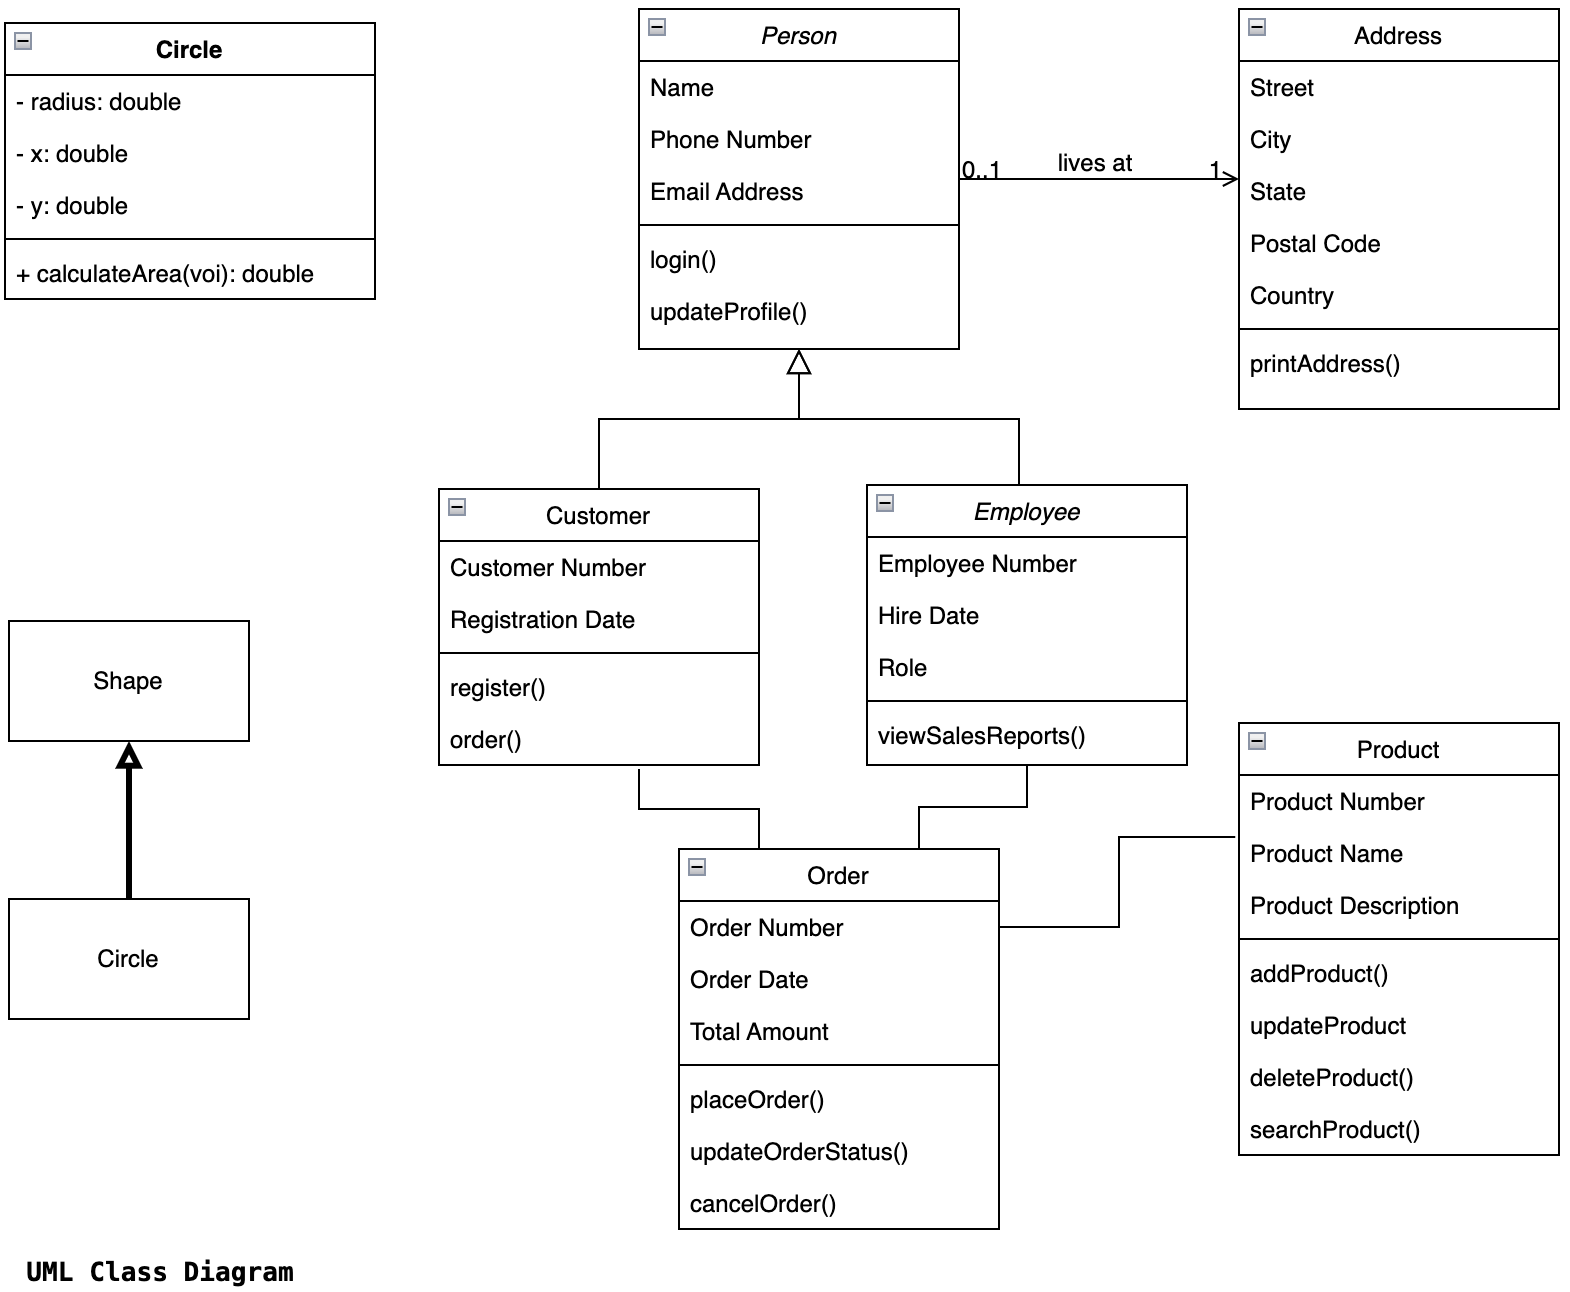 Circle
- radius: double
- x: double
- y: double
+ calculateArea(voi): double
Person
Name
Phone Number
Email Address
login()
updateProfile()
0..1
lives at
1
Address
Street
City
State
Postal Code
Country
printAddress()
Customer
Customer Number
Registration Date
register()
order()
Employee
Employee Number
Hire Date
Role
viewSalesReports()
Shape
Circle
Order
Order Number
Order Date
Total Amount
placeOrder()
updateOrderStatus()
cancelOrder()
Product
Product Number
Product Name
Product Description
addProduct()
updateProduct
deleteProduct()
searchProduct()
UML Class Diagram